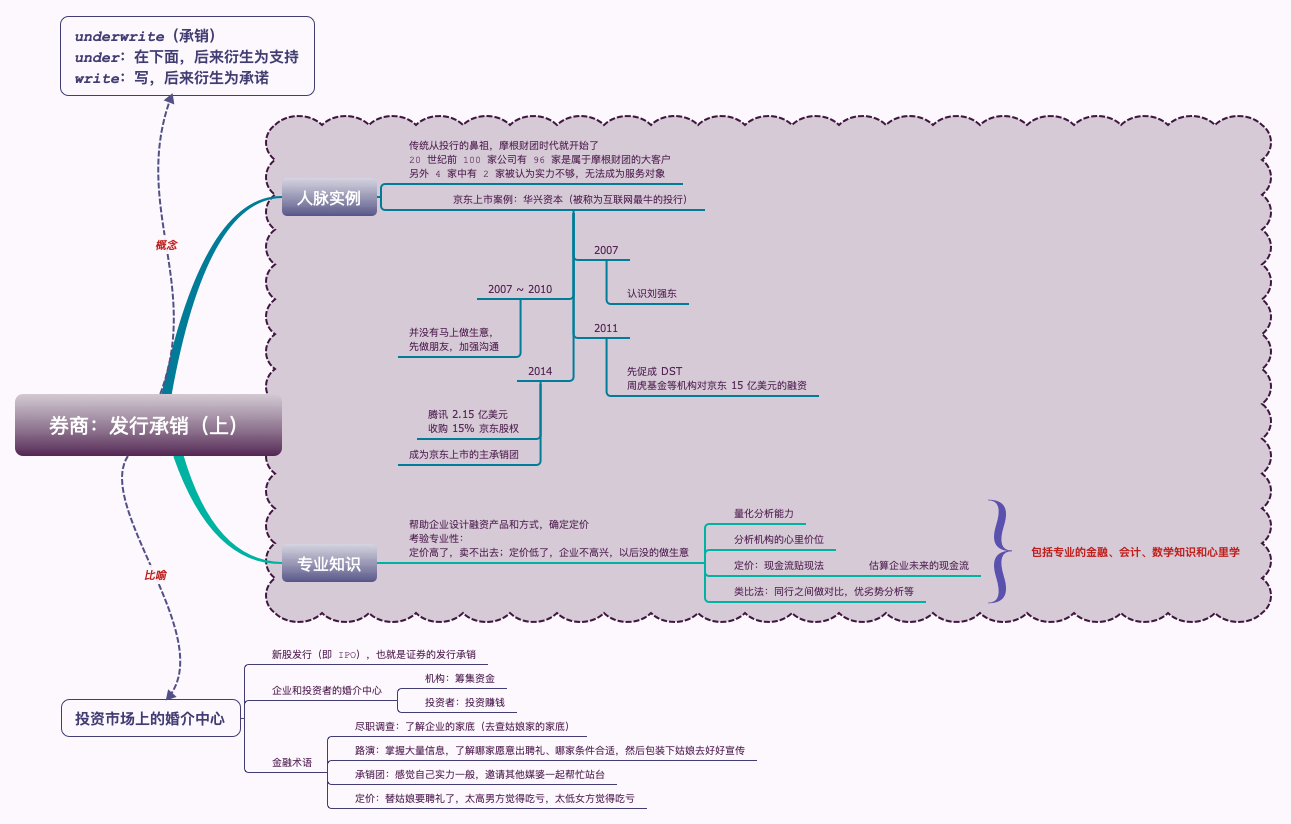 underwrite（承销）
under：在下面，后来衍生为支持
write：写，后来衍生为承诺
概念
券商：发行承销（上）
人脉实例
传统从投行的鼻祖，摩根财团时代就开始了
20 世纪前 100 家公司有 96 家是属于摩根财团的大客户
另外 4 家中有 2 家被认为实力不够，无法成为服务对象
京东上市案例：华兴资本（被称为互联网最牛的投行）
2007
认识刘强东
2007 ~ 2010
并没有马上做生意，
先做朋友，加强沟通
2011
先促成 DST
周虎基金等机构对京东 15 亿美元的融资
2014
腾讯 2.15 亿美元
收购 15% 京东股权
成为京东上市的主承销团
专业知识
帮助企业设计融资产品和方式，确定定价
考验专业性：
定价高了，卖不出去；定价低了，企业不高兴，以后没的做生意
量化分析能力
分析机构的心里价位
定价：现金流贴现法
估算企业未来的现金流
类比法：同行之间做对比，优劣势分析等
包括专业的金融、会计、数学知识和心里学
比喻
投资市场上的婚介中心
新股发行（即 IPO），也就是证券的发行承销
企业和投资者的婚介中心
机构：筹集资金
投资者：投资赚钱
金融术语
尽职调查：了解企业的家底（去查姑娘家的家底）
路演：掌握大量信息，了解哪家愿意出聘礼、哪家条件合适，然后包装下姑娘去好好宣传
承销团：感觉自己实力一般，邀请其他媒婆一起帮忙站台
定价：替姑娘要聘礼了，太高男方觉得吃亏，太低女方觉得吃亏